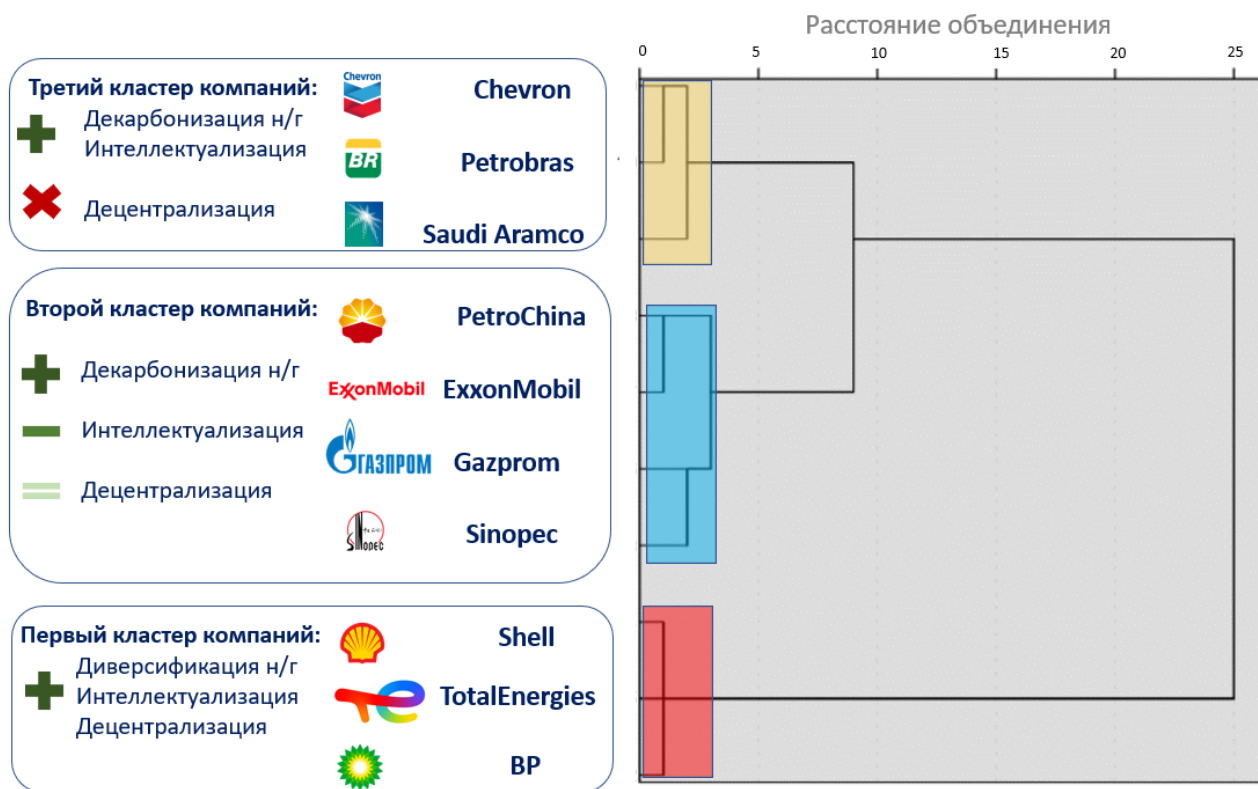 Расстояние объединения
0 5 10 15 20 25
Третий кластер компаний:
Декарбонизация н/г
Интеллектуализация
Децентрализация
Chevron
Chevron
BR
Petrobras
Saudi Aramco
Второй кластер компаний:
Декарбонизация н/г
Интеллектуализация
Децентрализация
PetroChina
ExxonMobil
ExxonMobil
ГАЗПРОМ
Gazprom
SINOPEC
Sinopec
Первый кластер компаний:
Диверсификация н/г
Интеллектуализация
Децентрализация
Shell
TotalEnergies
BP